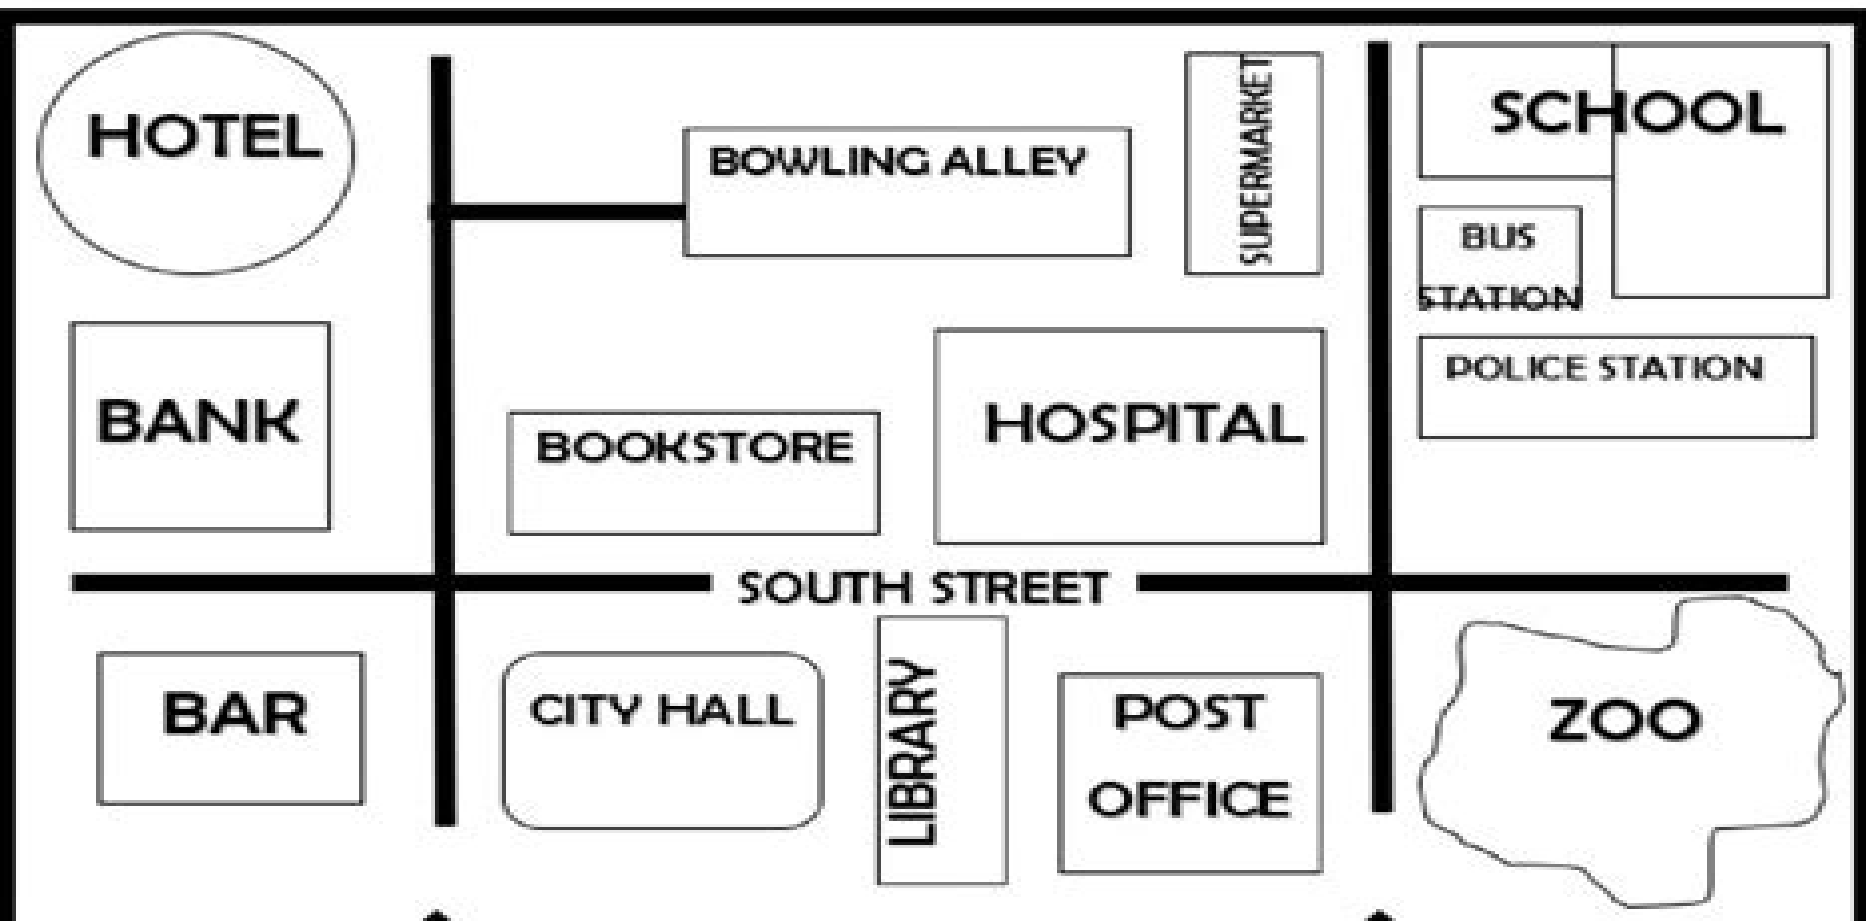 HOTEL
BOWLING ALLEY
SUPERMARKET
SCHOOL
BUS
STATION
POLICE STATION
BANK
BOOKSTORE
HOSPITAL
SOUTH STREET
BAR
CITY HALL
LIBRARY
POST
OFFICE
ZOO